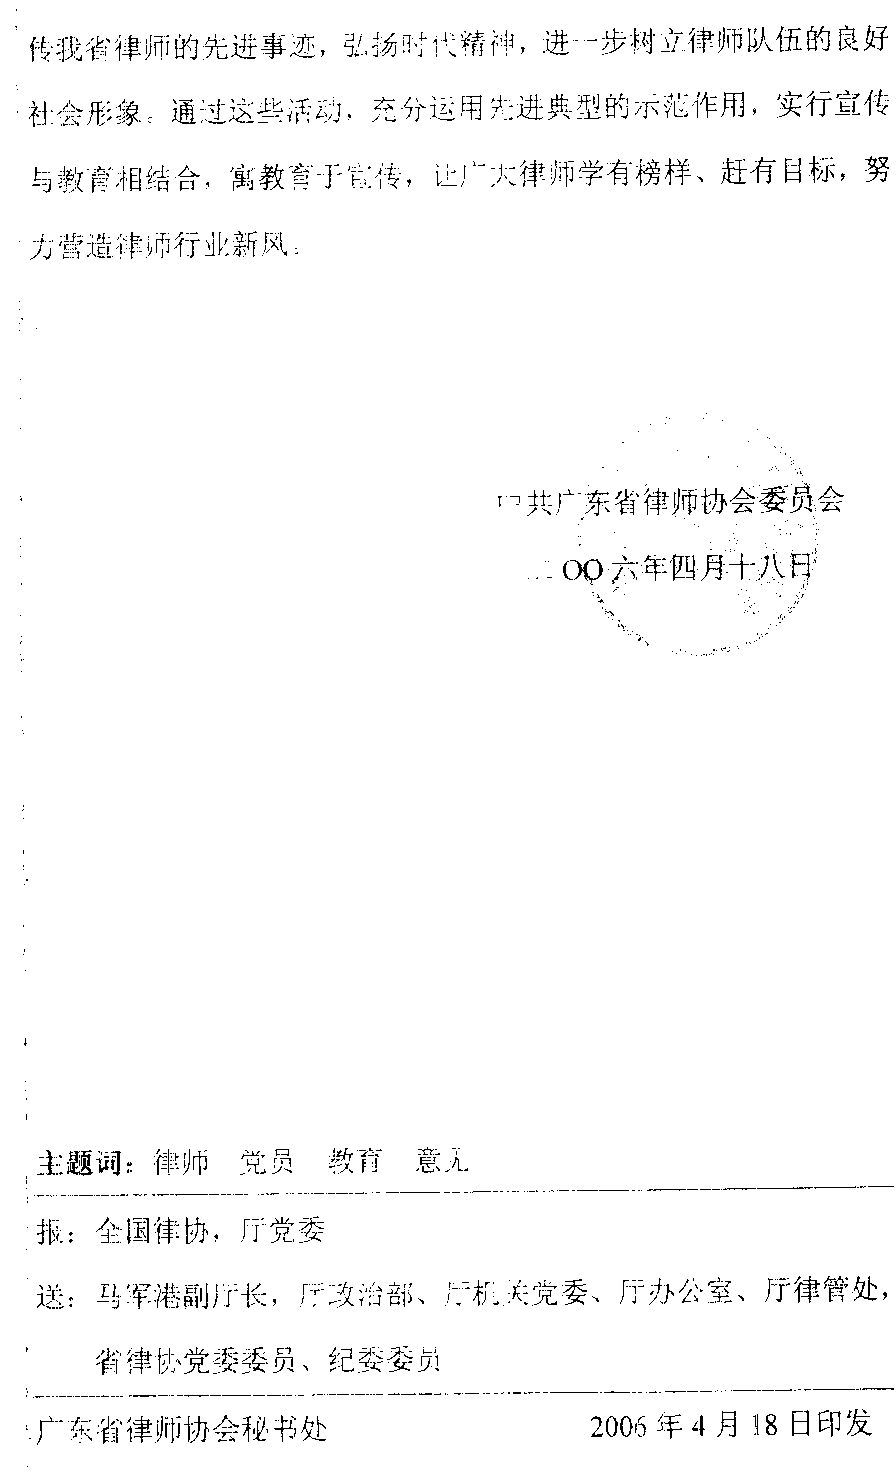 传我省律师的先进事迹，弘扬时代精神，进一步树立律师队伍的良好
社会形象。通过这些活动，充分运用先进典型的示范作用，实行宣传
与教育相结合，寓教育于宣传，让广大律师学有榜样、赶有目标，努
力营造律师行业新风。
中共广东省律师协会委员会
二〇〇六年四月十八日
主题词：律师 党员 教育 意见
报：全国律协，厅党委
送：马军港副厅长，厅政治部、厅机关党委、厅办公室、厅律管处，
省律协党委委员、纪委委员
广东省律师协会秘书处 2006年4月18日印发